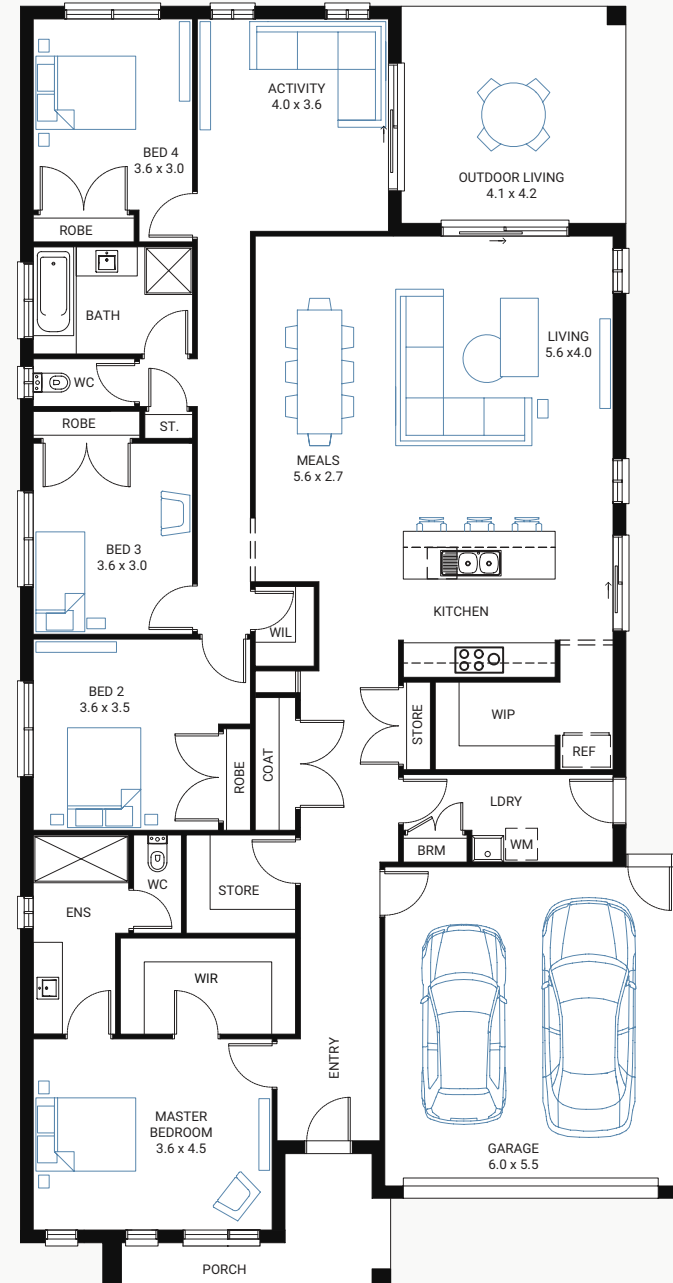 ACTIVITY
4.0 x 3.6
BED 4
3.6 x 3.0
OUTDOOR LIVING
4.1 x 4.2
ROBE
BATH
LIVING
5.6 x4.0
WC
ROBE
ST.
MEALS
5.6 x 2.7
BED 3
3.6 x 3.0
KITCHEN
WIL
BED 2
3.6 x 3.5
ROBE
COAT
STORE
WIP
REF
LDRY
BRM
WM
WC
STORE
ENS
WIR
ENTRY
MASTER
BEDROOM
3.6 x 4.5
GARAGE
6.0 x 5.5
PORCH